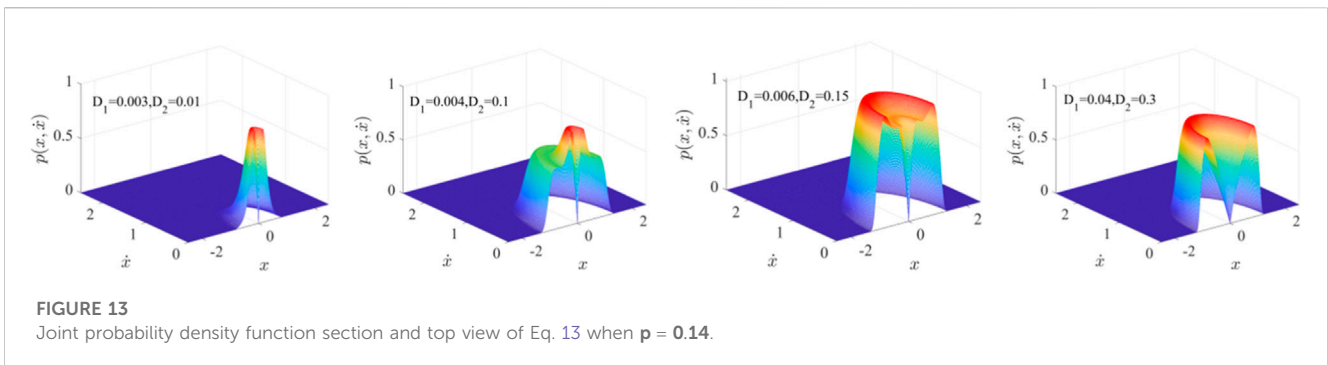 1
0.5
0
p(x, ẋ)
D₁=0.003,D₂=0.01
2
1
0
ẋ
-2
0
2
x
1
0.5
0
p(x, ẋ)
D₁=0.004,D₂=0.1
2
1
0
ẋ
-2
0
2
x
1
0.5
0
p(x, ẋ)
D₁=0.006,D₂=0.15
2
1
0
ẋ
-2
0
2
x
1
0.5
0
p(x, ẋ)
D₁=0.04,D₂=0.3
2
1
0
ẋ
-2
0
2
x
FIGURE 13
Joint probability density function section and top view of Eq. 13 when p = 0.14.